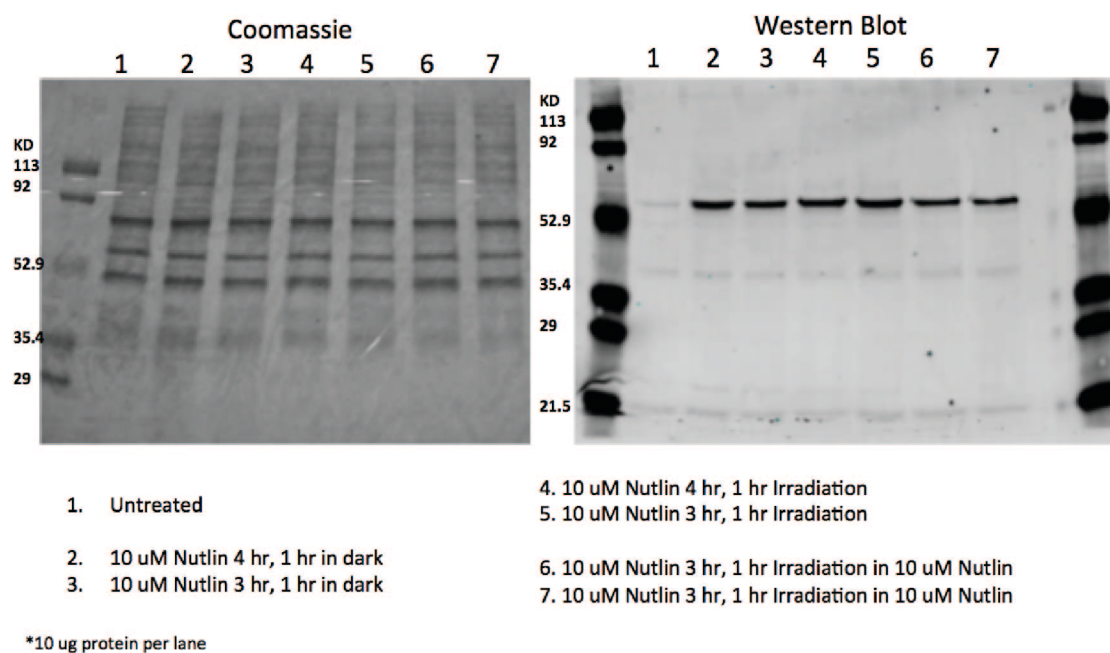 Coomassie
1 2 3 4 5 6 7
KD
113
92
52.9
35.4
29
Western Blot
1 2 3 4 5 6 7
KD
113
92
52.9
35.4
29
21.5
1. Untreated
2. 10 uM Nutlin 4 hr, 1 hr in dark
3. 10 uM Nutlin 3 hr, 1 hr in dark
*10 ug protein per lane
4. 10 uM Nutlin 4 hr, 1 hr Irradiation
5. 10 uM Nutlin 3 hr, 1 hr Irradiation
6. 10 uM Nutlin 3 hr, 1 hr Irradiation in 10 uM Nutlin
7. 10 uM Nutlin 3 hr, 1 hr Irradiation in 10 uM Nutlin